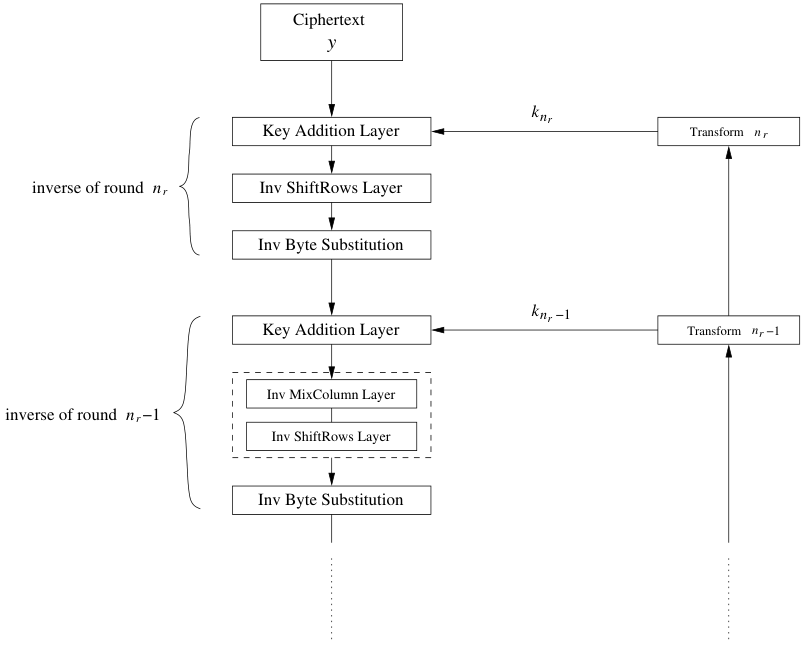 Ciphertext
y
k_{n_r}
Key Addition Layer
Transform n_r
inverse of round n_r
Inv ShiftRows Layer
Inv Byte Substitution
k_{n_r−1}
Key Addition Layer
Transform n_r−1
Inv MixColumn Layer
inverse of round n_r−1
Inv ShiftRows Layer
Inv Byte Substitution